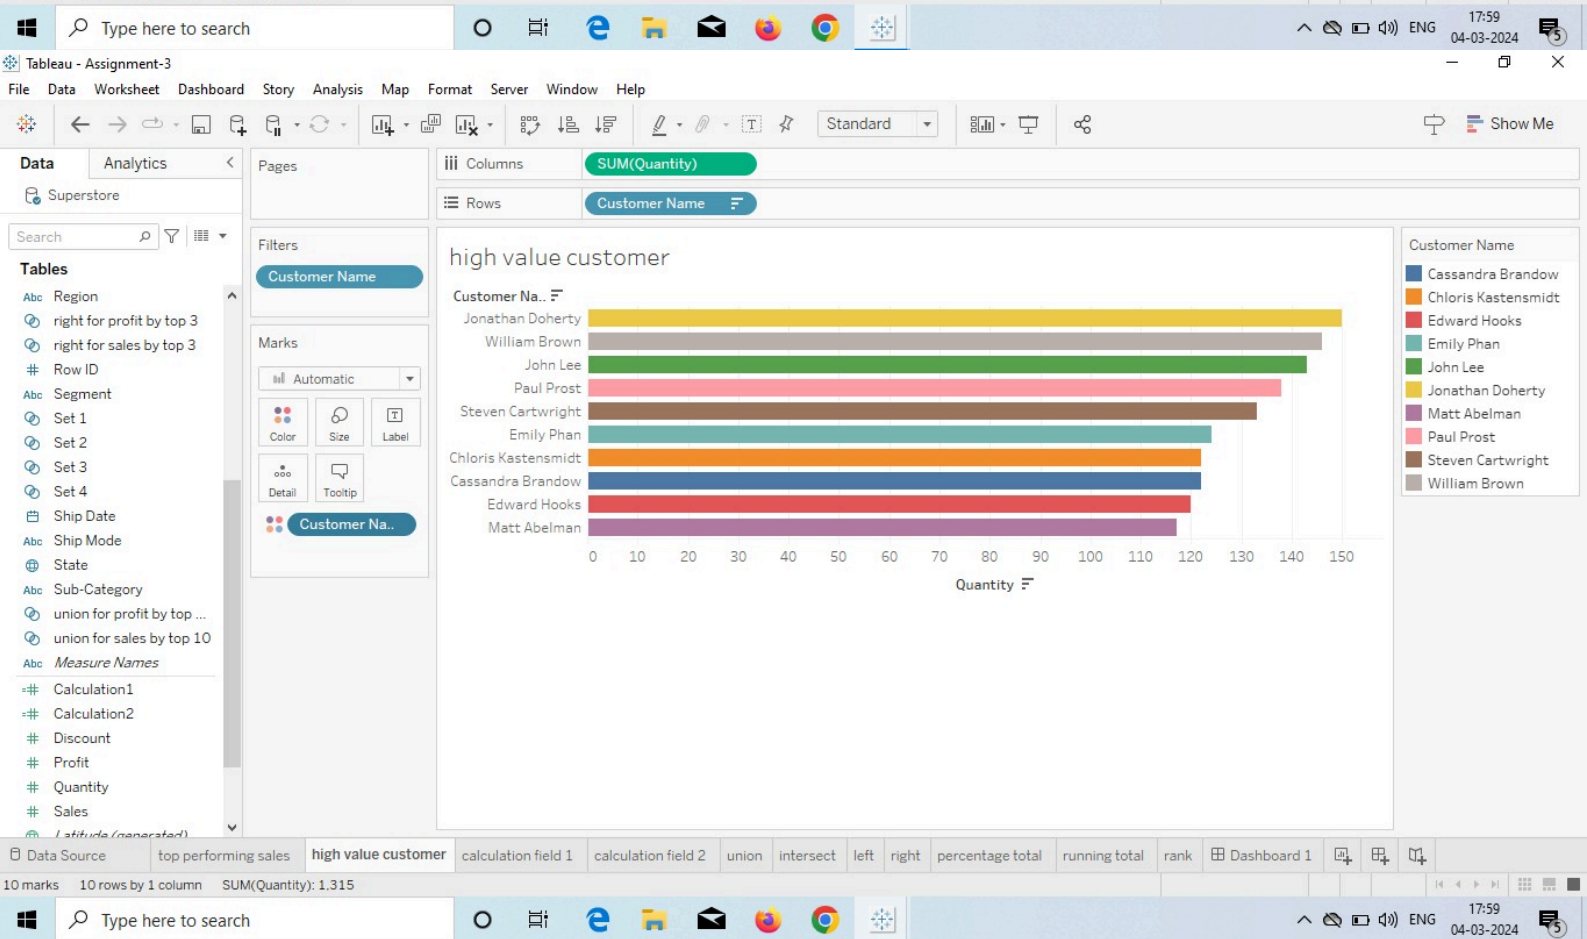 Type here to search
ENG
17:59
04-03-2024
5
Tableau - Assignment-3
File Data Worksheet Dashboard Story Analysis Map Format Server Window Help
Standard
Show Me
Data Analytics
Superstore
Search
Tables
Abc Region
right for profit by top 3
right for sales by top 3
# Row ID
Abc Segment
Set 1
Set 2
Set 3
Set 4
Ship Date
Abc Ship Mode
State
Abc Sub-Category
union for profit by top ...
union for sales by top 10
Abc Measure Names
=# Calculation1
=# Calculation2
# Discount
# Profit
# Quantity
# Sales
Latitude (generated)
Pages
Filters
Customer Name
Marks
Automatic
Color Size Label
Detail Tooltip
Customer Na..
Columns SUM(Quantity)
Rows Customer Name
high value customer
Customer Na..
Jonathan Doherty
William Brown
John Lee
Paul Prost
Steven Cartwright
Emily Phan
Chloris Kastensmidt
Cassandra Brandow
Edward Hooks
Matt Abelman
0 10 20 30 40 50 60 70 80 90 100 110 120 130 140 150
Quantity
Customer Name
Cassandra Brandow
Chloris Kastensmidt
Edward Hooks
Emily Phan
John Lee
Jonathan Doherty
Matt Abelman
Paul Prost
Steven Cartwright
William Brown
Data Source top performing sales high value customer calculation field 1 calculation field 2 union intersect left right percentage total running total rank Dashboard 1
10 marks 10 rows by 1 column SUM(Quantity): 1,315
Type here to search
ENG
17:59
04-03-2024
5